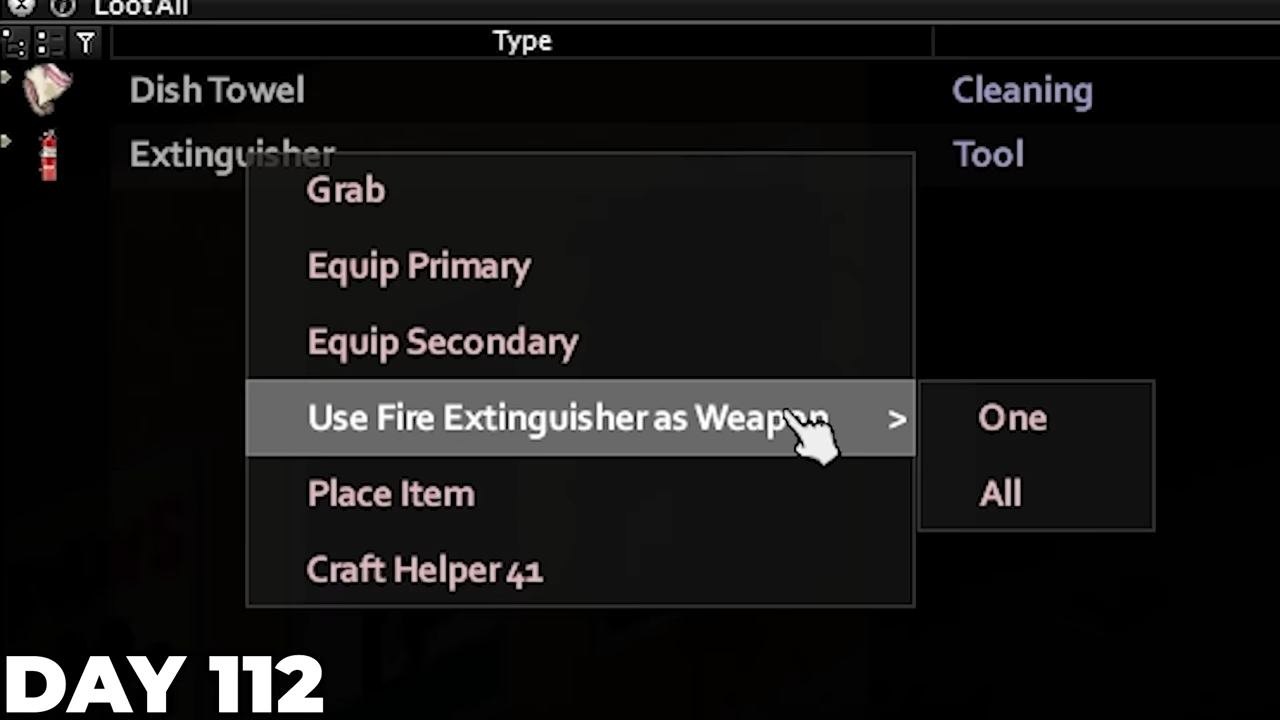 Loot All
Type
Dish Towel Cleaning
Extinguisher Tool
Grab
Equip Primary
Equip Secondary
Use Fire Extinguisher as Weapon > One
Place Item All
Craft Helper 41
DAY 112